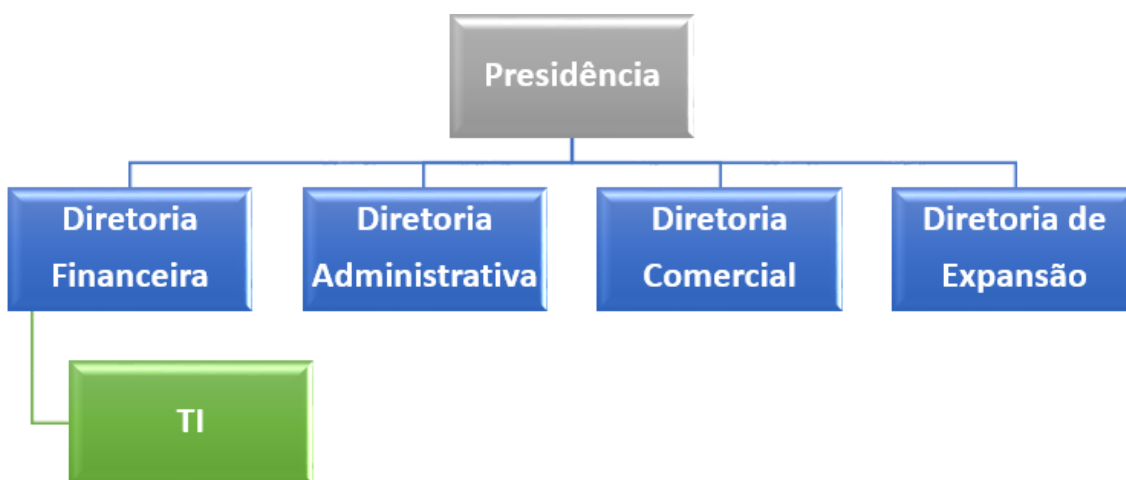 Presidência
Diretoria
Financeira
Diretoria
Administrativa
Diretoria
Comercial
Diretoria de
Expansão
TI